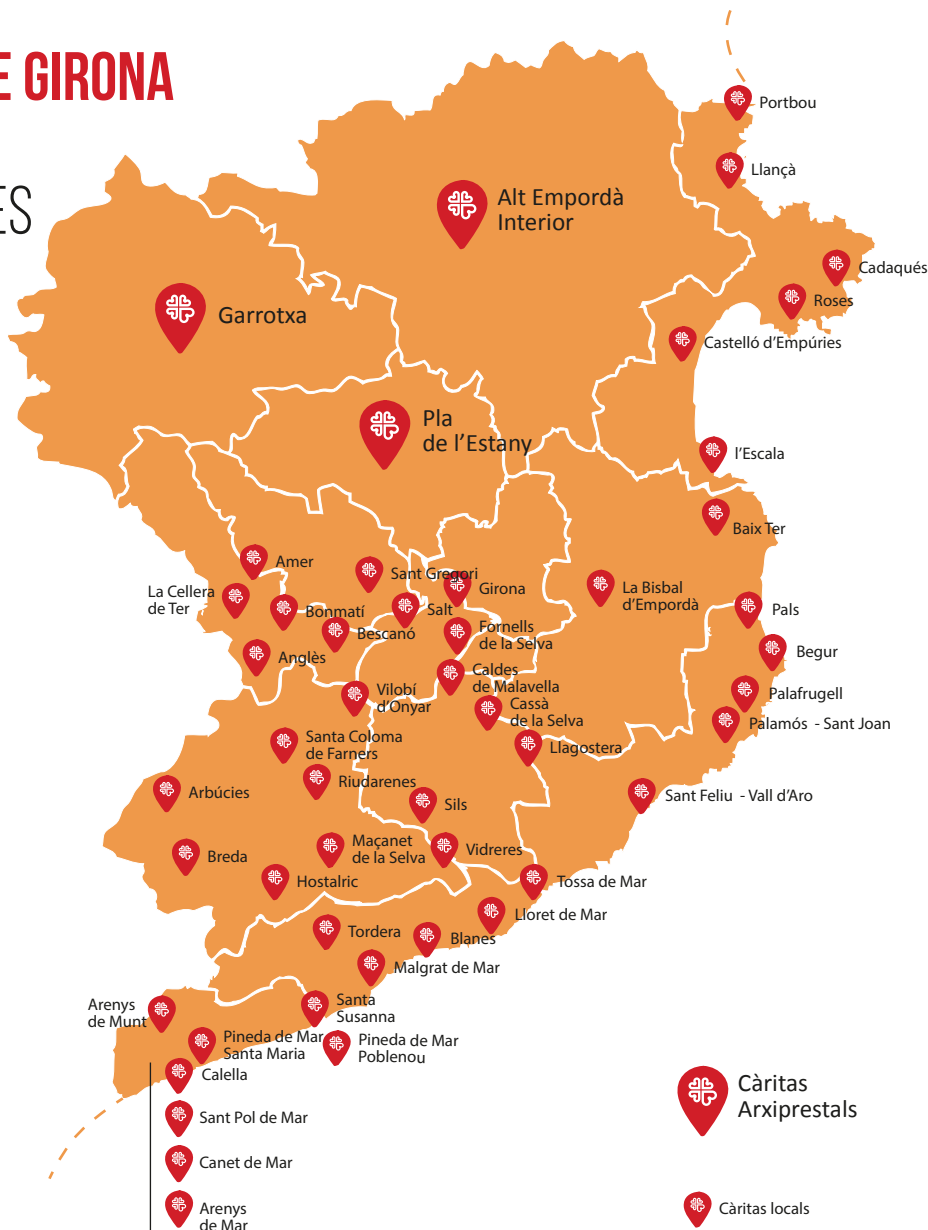 E GIRONA
ES
Portbou
Llançà
Alt Empordà
Interior
Cadaqués
Roses
Garrotxa
Castelló d'Empúries
Pla
de l'Estany
l'Escala
Baix Ter
Amer
Sant Gregori
Girona
La Cellera
de Ter
La Bisbal
d'Empordà
Bonmatí
Salt
Pals
Bescanó
Fornells
de la Selva
Begur
Anglès
Caldes
de Malavella
Vilobí
d'Onyar
Palafrugell
Cassà
de la Selva
Palamós - Sant Joan
Santa Coloma
de Farners
Llagostera
Riudarenes
Arbúcies
Sils
Sant Feliu - Vall d'Aro
Maçanet
de la Selva
Vidreres
Breda
Hostalric
Tossa de Mar
Lloret de Mar
Tordera
Blanes
Malgrat de Mar
Arenys
de Munt
Santa
Susanna
Pineda de Mar
Santa Maria
Pineda de Mar
Poblenou
Calella
Càritas
Arxiprestals
Sant Pol de Mar
Canet de Mar
Arenys
de Mar
Càritas locals